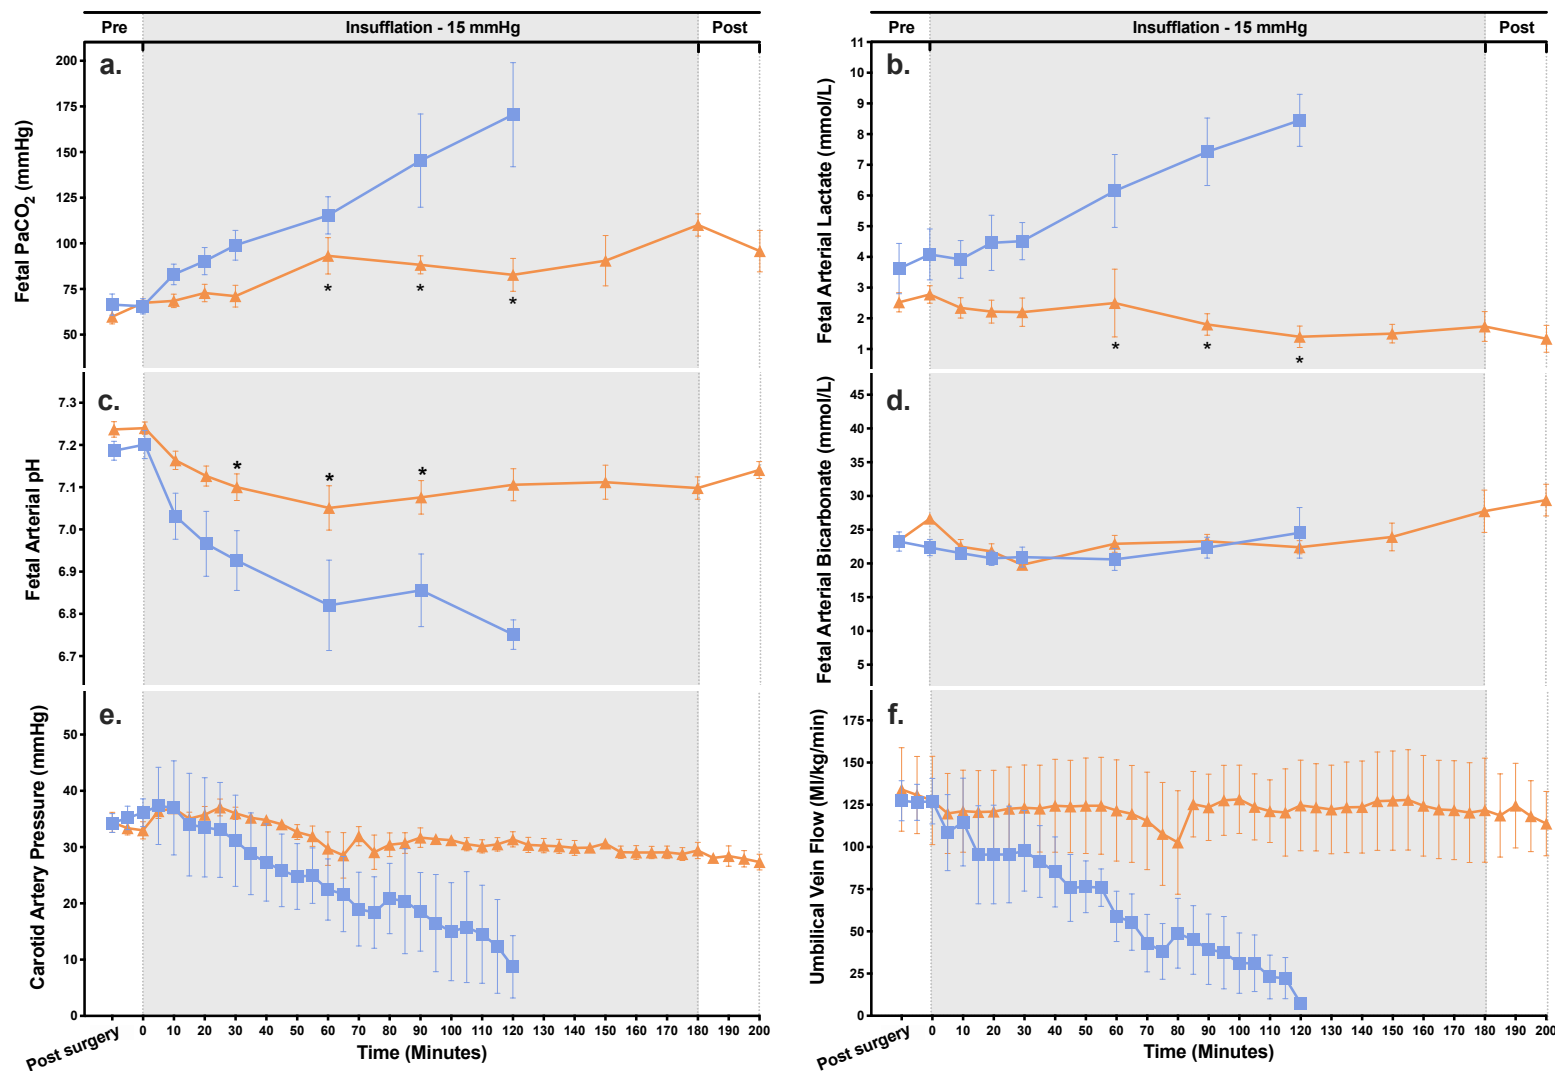 Pre Insufflation - 15 mmHg Post
a.
Fetal PaCO2 (mmHg)
200
175
150
125
100
75
50
* * *
Pre Insufflation - 15 mmHg Post
b.
Fetal Arterial Lactate (mmol/L)
11
10
9
8
7
6
5
4
3
2
1
* * *
c.
Fetal Arterial pH
7.3
7.2
7.1
7.0
6.9
6.8
6.7
* * *
d.
Fetal Arterial Bicarbonate (mmol/L)
45
40
35
30
25
20
15
10
5
e.
Carotid Artery Pressure (mmHg)
50
40
30
20
10
0
Post surgery 0 10 20 30 40 50 60 70 80 90 100 110 120 130 140 150 160 170 180 190 200
Time (Minutes)
f.
Umbilical Vein Flow (Ml/kg/min)
175
150
125
100
75
50
25
0
Post surgery 0 10 20 30 40 50 60 70 80 90 100 110 120 130 140 150 160 170 180 190 200
Time (Minutes)